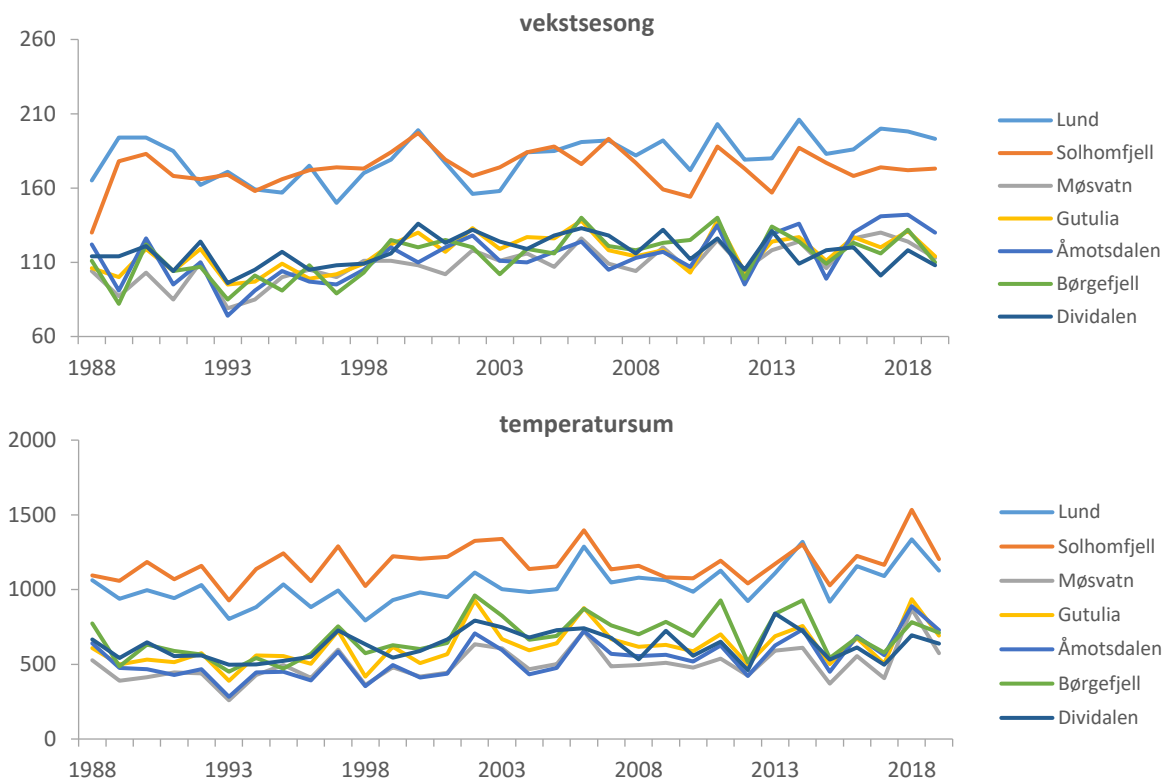 vekstsesong
260
210
160
110
60
1988 1993 1998 2003 2008 2013 2018
Lund
Solhomfjell
Møsvatn
Gutulia
Åmotsdalen
Børgefjell
Dividalen
temperatursum
2000
1500
1000
500
0
1988 1993 1998 2003 2008 2013 2018
Lund
Solhomfjell
Møsvatn
Gutulia
Åmotsdalen
Børgefjell
Dividalen